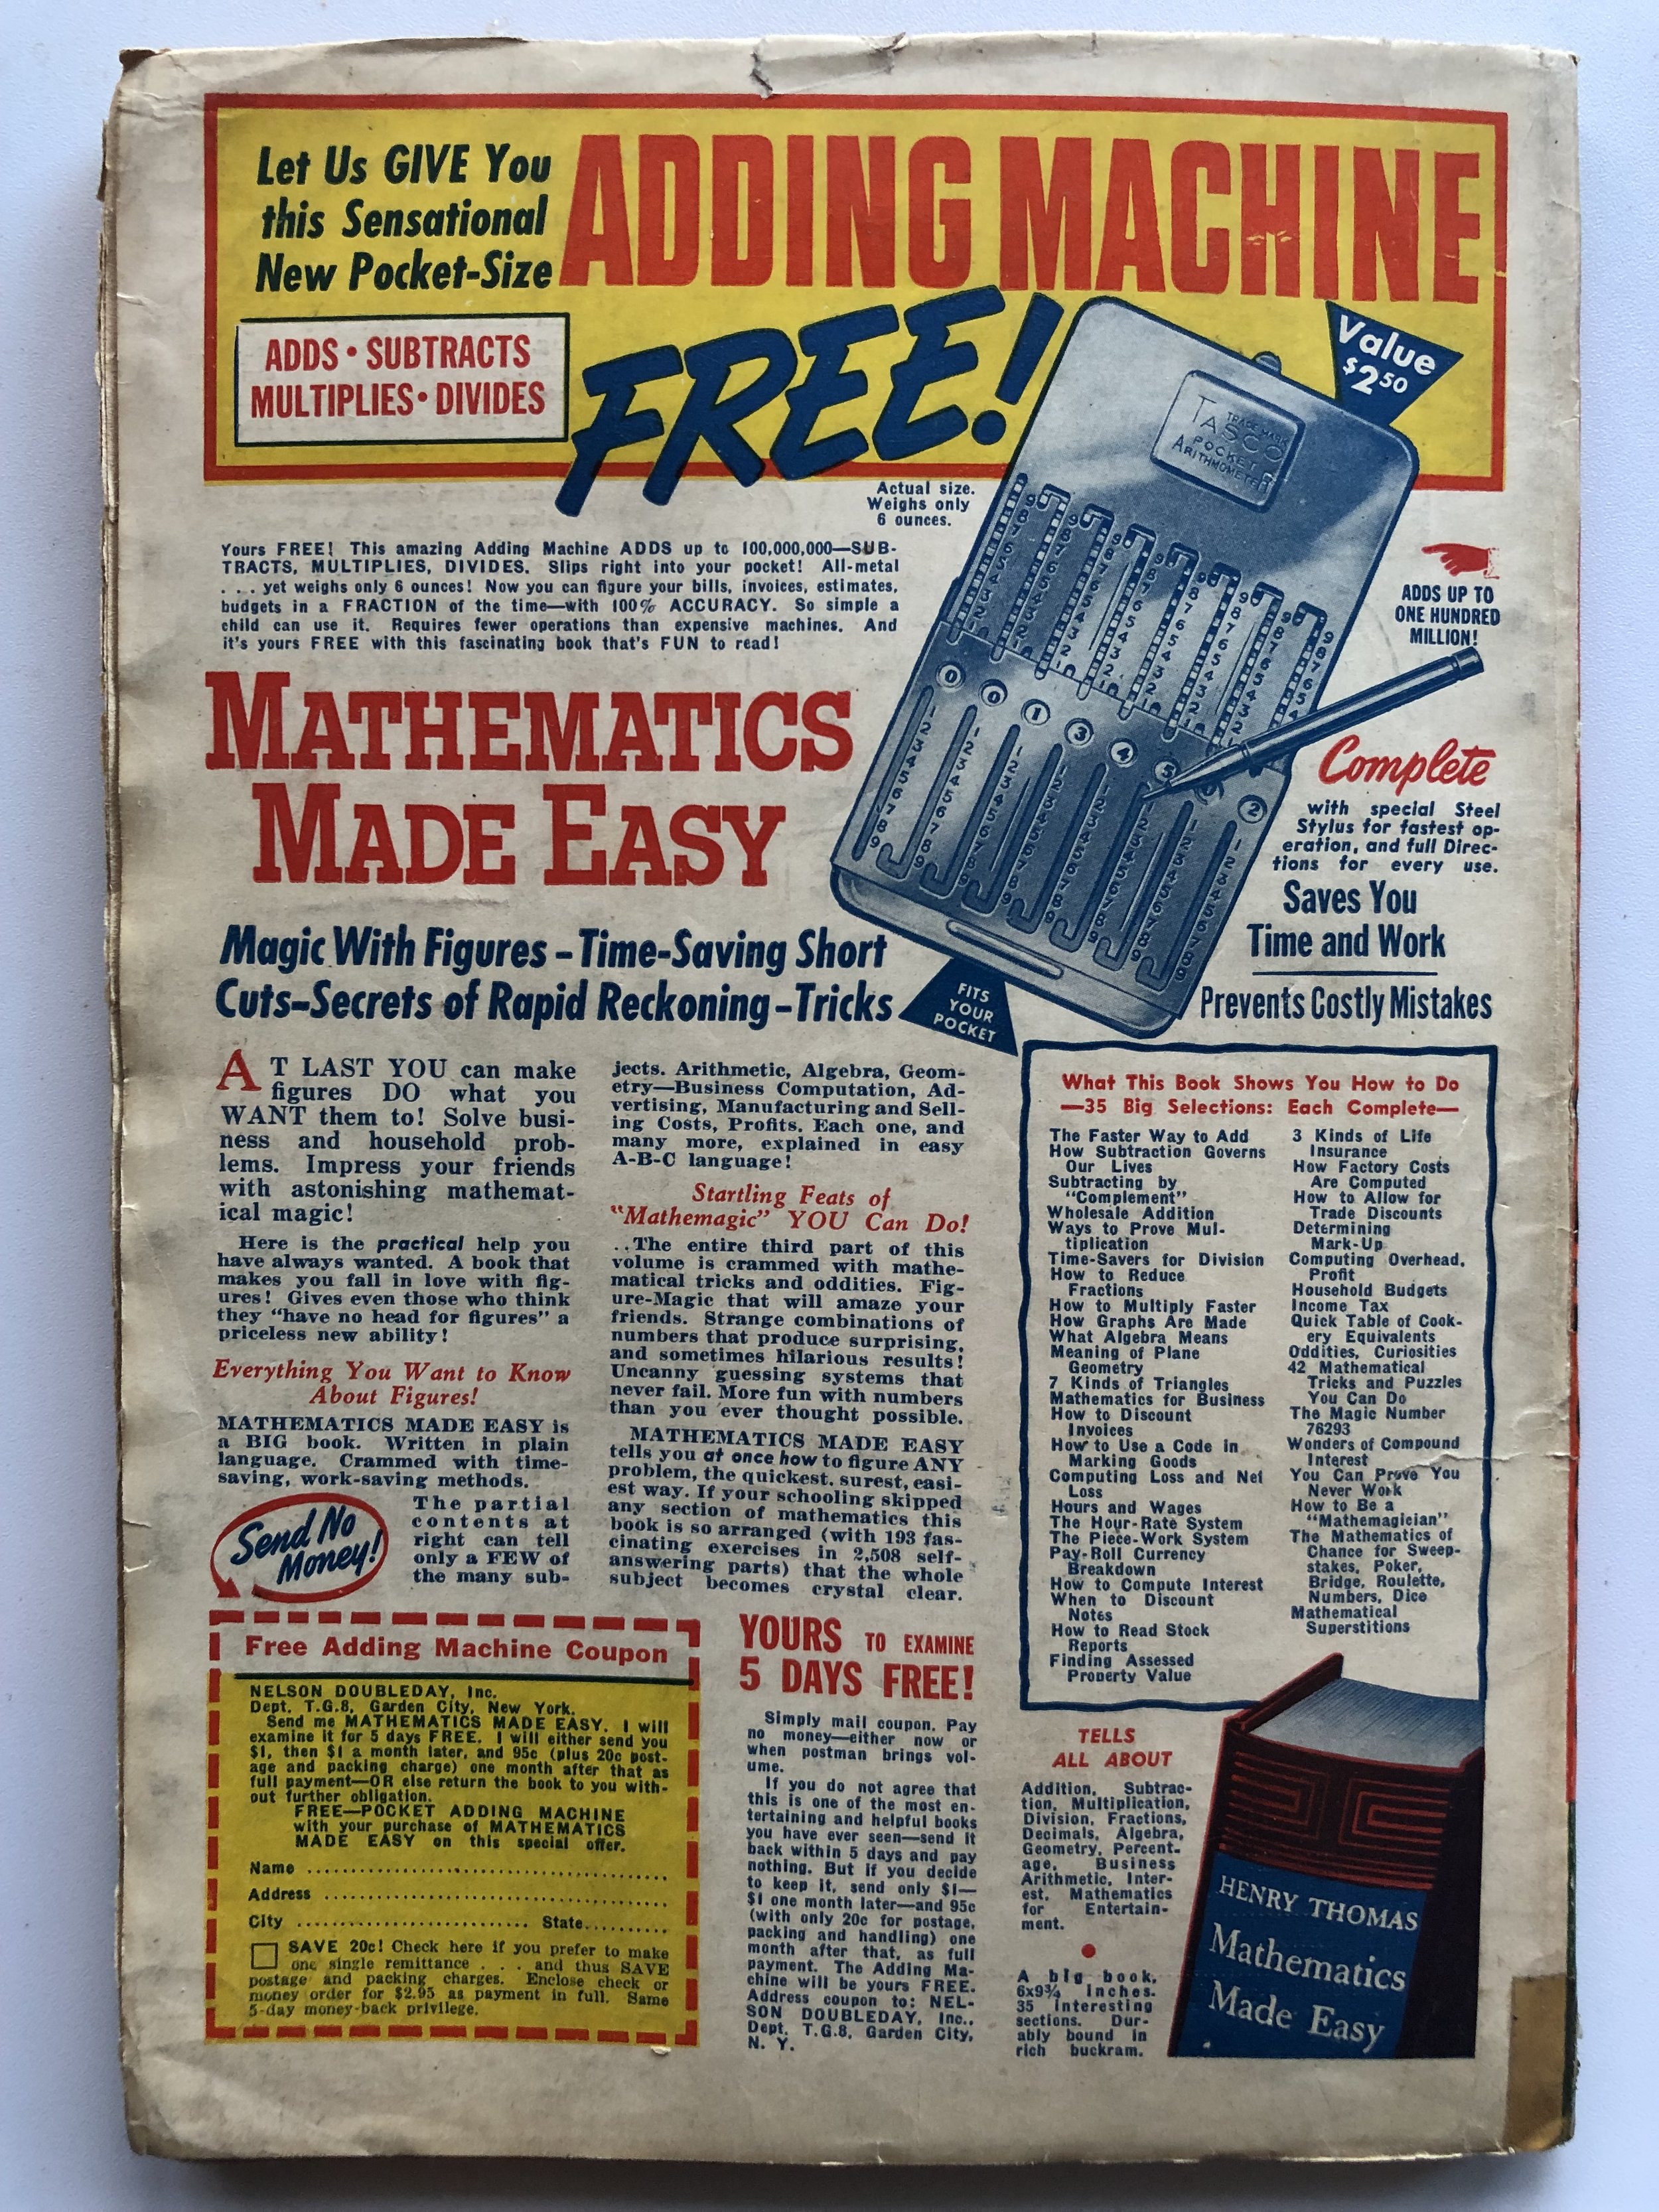 Let Us GIVE You
this Sensational
New Pocket-Size
ADDING MACHINE
FREE!
ADDS • SUBTRACTS
MULTIPLIES • DIVIDES
Value
$2.50
TRADE MARK
TASCO
POCKET
ARITHMOMETER
Actual size.
Weighs only
6 ounces.
Yours FREE! This amazing Adding Machine ADDS up to 100,000,000—SUB-
TRACTS, MULTIPLIES, DIVIDES. Slips right into your pocket! All-metal
. . . yet weighs only 6 ounces! Now you can figure your bills, invoices, estimates,
budgets in a FRACTION of the time—with 100% ACCURACY. So simple a
child can use it. Requires fewer operations than expensive machines. And
it's yours FREE with this fascinating book that's FUN to read!
ADDS UP TO
ONE HUNDRED
MILLION!
MATHEMATICS
MADE EASY
Complete
with special Steel
Stylus for fastest op-
eration, and full Direc-
tions for every use.
Saves You
Time and Work
Prevents Costly Mistakes
Magic With Figures – Time-Saving Short
Cuts–Secrets of Rapid Reckoning–Tricks
FITS
YOUR
POCKET
AT LAST YOU can make
figures DO what you
WANT them to! Solve busi-
ness and household prob-
lems. Impress your friends
with astonishing mathemat-
ical magic!
Here is the practical help you
have always wanted. A book that
makes you fall in love with fig-
ures! Gives even those who think
they "have no head for figures" a
priceless new ability!
Everything You Want to Know
About Figures!
MATHEMATICS MADE EASY is
a BIG book. Written in plain
language. Crammed with time-
saving, work-saving methods.
The partial
contents at
right can tell
only a FEW of
the many sub-
Send No
Money!
jects. Arithmetic, Algebra, Geom-
etry—Business Computation, Ad-
vertising, Manufacturing and Sell-
ing Costs, Profits. Each one, and
many more, explained in easy
A-B-C language!
Startling Feats of
"Mathemagic" YOU Can Do!
..The entire third part of this
volume is crammed with mathe-
matical tricks and oddities. Fig-
ure-Magic that will amaze your
friends. Strange combinations of
numbers that produce surprising,
and sometimes hilarious results!
Uncanny guessing systems that
never fail. More fun with numbers
than you ever thought possible.
MATHEMATICS MADE EASY
tells you at once how to figure ANY
problem, the quickest, surest, easi-
est way. If your schooling skipped
any section of mathematics this
book is so arranged (with 193 fas-
cinating exercises in 2,508 self-
answering parts) that the whole
subject becomes crystal clear.
What This Book Shows You How to Do
—35 Big Selections: Each Complete—
The Faster Way to Add
How Subtraction Governs
Our Lives
Subtracting by
"Complement"
Wholesale Addition
Ways to Prove Mul-
tiplication
Time-Savers for Division
How to Reduce
Fractions
How to Multiply Faster
How Graphs Are Made
What Algebra Means
Meaning of Plane
Geometry
7 Kinds of Triangles
Mathematics for Business
How to Discount
Invoices
How to Use a Code in
Marking Goods
Computing Loss and Net
Loss
Hours and Wages
The Hour-Rate System
The Piece-Work System
Pay-Roll Currency
Breakdown
How to Compute Interest
When to Discount
Notes
How to Read Stock
Reports
Finding Assessed
Property Value
3 Kinds of Life
Insurance
How Factory Costs
Are Computed
How to Allow for
Trade Discounts
Determining
Mark-Up
Computing Overhead,
Profit
Household Budgets
Income Tax
Quick Table of Cook-
ery Equivalents
Oddities, Curiosities
42 Mathematical
Tricks and Puzzles
You Can Do
The Magic Number
76293
Wonders of Compound
Interest
You Can Prove You
Never Work
How to Be a
"Mathemagician"
The Mathematics of
Chance for Sweep-
stakes, Poker,
Bridge, Roulette,
Numbers, Dice
Mathematical
Superstitions
Free Adding Machine Coupon
NELSON DOUBLEDAY, Inc.
Dept. T.G.8, Garden City, New York.
Send me MATHEMATICS MADE EASY. I will
examine it for 5 days FREE. I will either send you
$1, then $1 a month later, and 95c (plus 20c post-
age and packing charge) one month after that as
full payment—OR else return the book to you with-
out further obligation.
FREE—POCKET ADDING MACHINE
with your purchase of MATHEMATICS
MADE EASY on this special offer.
Name
Address
City State
SAVE 20c! Check here if you prefer to make
one single remittance . . . and thus SAVE
postage and packing charges. Enclose check or
money order for $2.95 as payment in full. Same
5-day money-back privilege.
YOURS TO EXAMINE
5 DAYS FREE!
Simply mail coupon. Pay
no money—either now or
when postman brings vol-
ume.
If you do not agree that
this is one of the most en-
tertaining and helpful books
you have ever seen—send it
back within 5 days and pay
nothing. But if you decide
to keep it, send only $1—
$1 one month later—and 95c
(with only 20c for postage,
packing and handling) one
month after that, as full
payment. The Adding Ma-
chine will be yours FREE.
Address coupon to: NEL-
SON DOUBLEDAY, Inc.,
Dept. T.G.8, Garden City,
N. Y.
TELLS
ALL ABOUT
Addition, Subtrac-
tion, Multiplication,
Division, Fractions,
Decimals, Algebra,
Geometry, Percent-
age, Business
Arithmetic, Inter-
est, Mathematics
for Entertain-
ment.
A big book,
6x9¾ inches.
35 interesting
sections. Dur-
ably bound in
rich buckram.
HENRY THOMAS
Mathematics
Made Easy